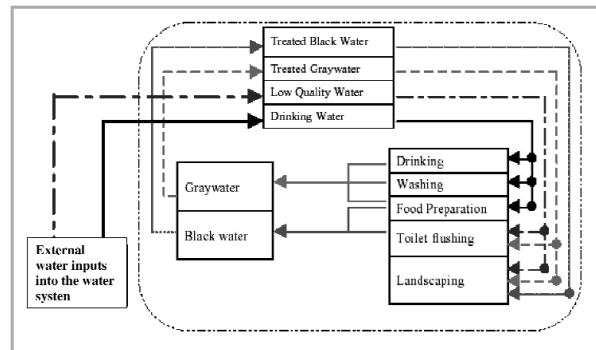 Treated Black Water
Treated Graywater
Low Quality Water
Drinking Water
Drinking
Washing
Food Preparation
Toilet flushing
Landscaping
Graywater
Black water
External
water inputs
into the water
systen